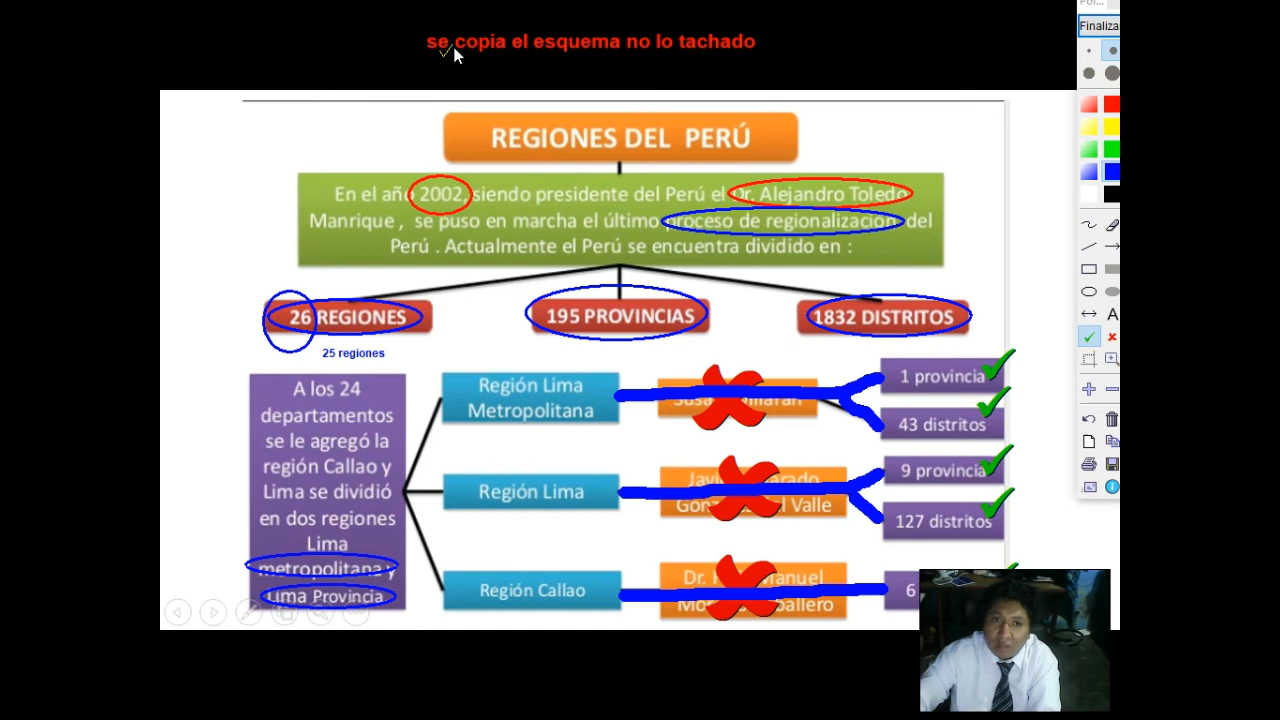 Finaliza
se copia el esquema no lo tachado
REGIONES DEL PERÚ
En el año 2002, siendo presidente del Perú el Dr. Alejandro Toledo
Manrique , se puso en marcha el último proceso de regionalización del
Perú . Actualmente el Perú se encuentra dividido en :
26 REGIONES
195 PROVINCIAS
1832 DISTRITOS
25 regiones
A los 24
departamentos
se le agregó la
región Callao y
Lima se dividió
en dos regiones
Lima
metropolitana y
Lima Provincia
Región Lima
Metropolitana
1 provincia
43 distritos
Región Lima
Valle
9 provincia
127 distritos
Región Callao
Dr.
6